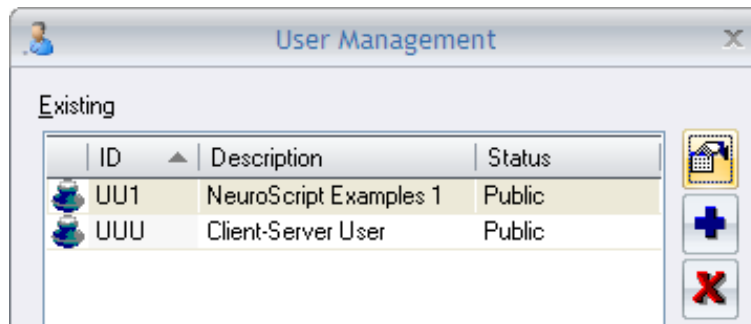 User Management
Existing
ID Description Status
UU1 NeuroScript Examples 1 Public
UUU Client-Server User Public